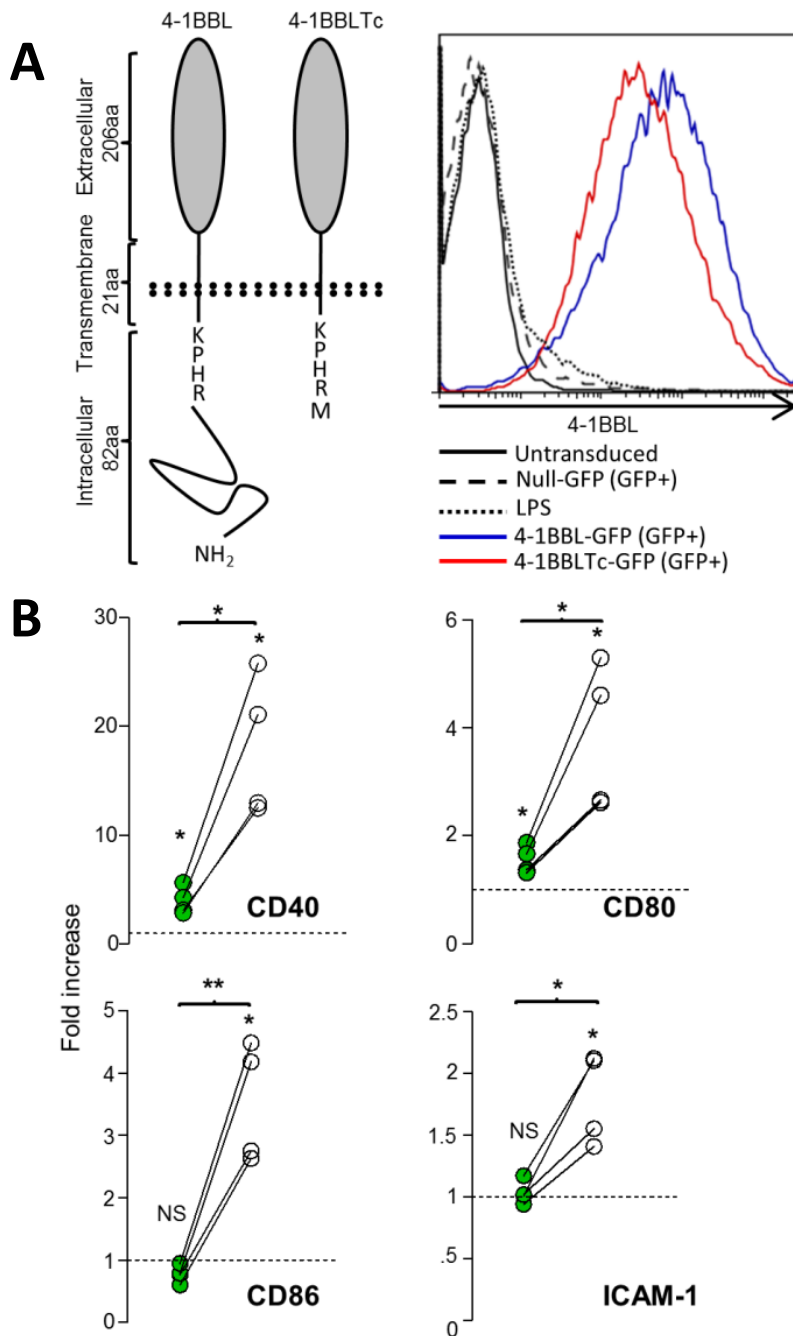 A
4-1BBL 4-1BBLTc
Extracellular
206aa
Transmembrane
21aa
Intracellular
82aa
K K
P P
H H
R R
M
NH2
4-1BBL
Untransduced
Null-GFP (GFP+)
LPS
4-1BBL-GFP (GFP+)
4-1BBLTc-GFP (GFP+)
B
Fold increase
30
20
10
0
*
*
*
CD40
6
4
2
0
*
*
*
CD80
5
4
3
2
1
0
**
*
NS
CD86
2.5
2
1.5
1
.5
0
*
*
NS
ICAM-1